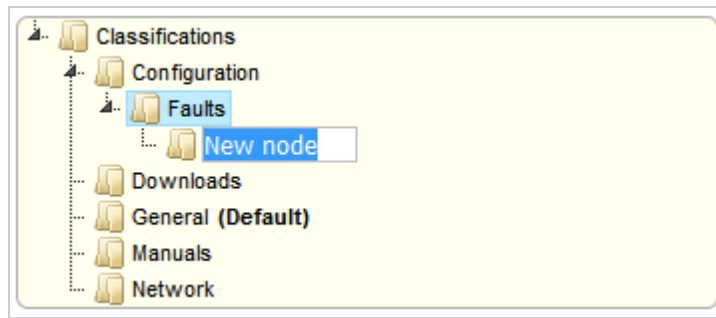 Classifications
Configuration
Faults
New node
Downloads
General (Default)
Manuals
Network